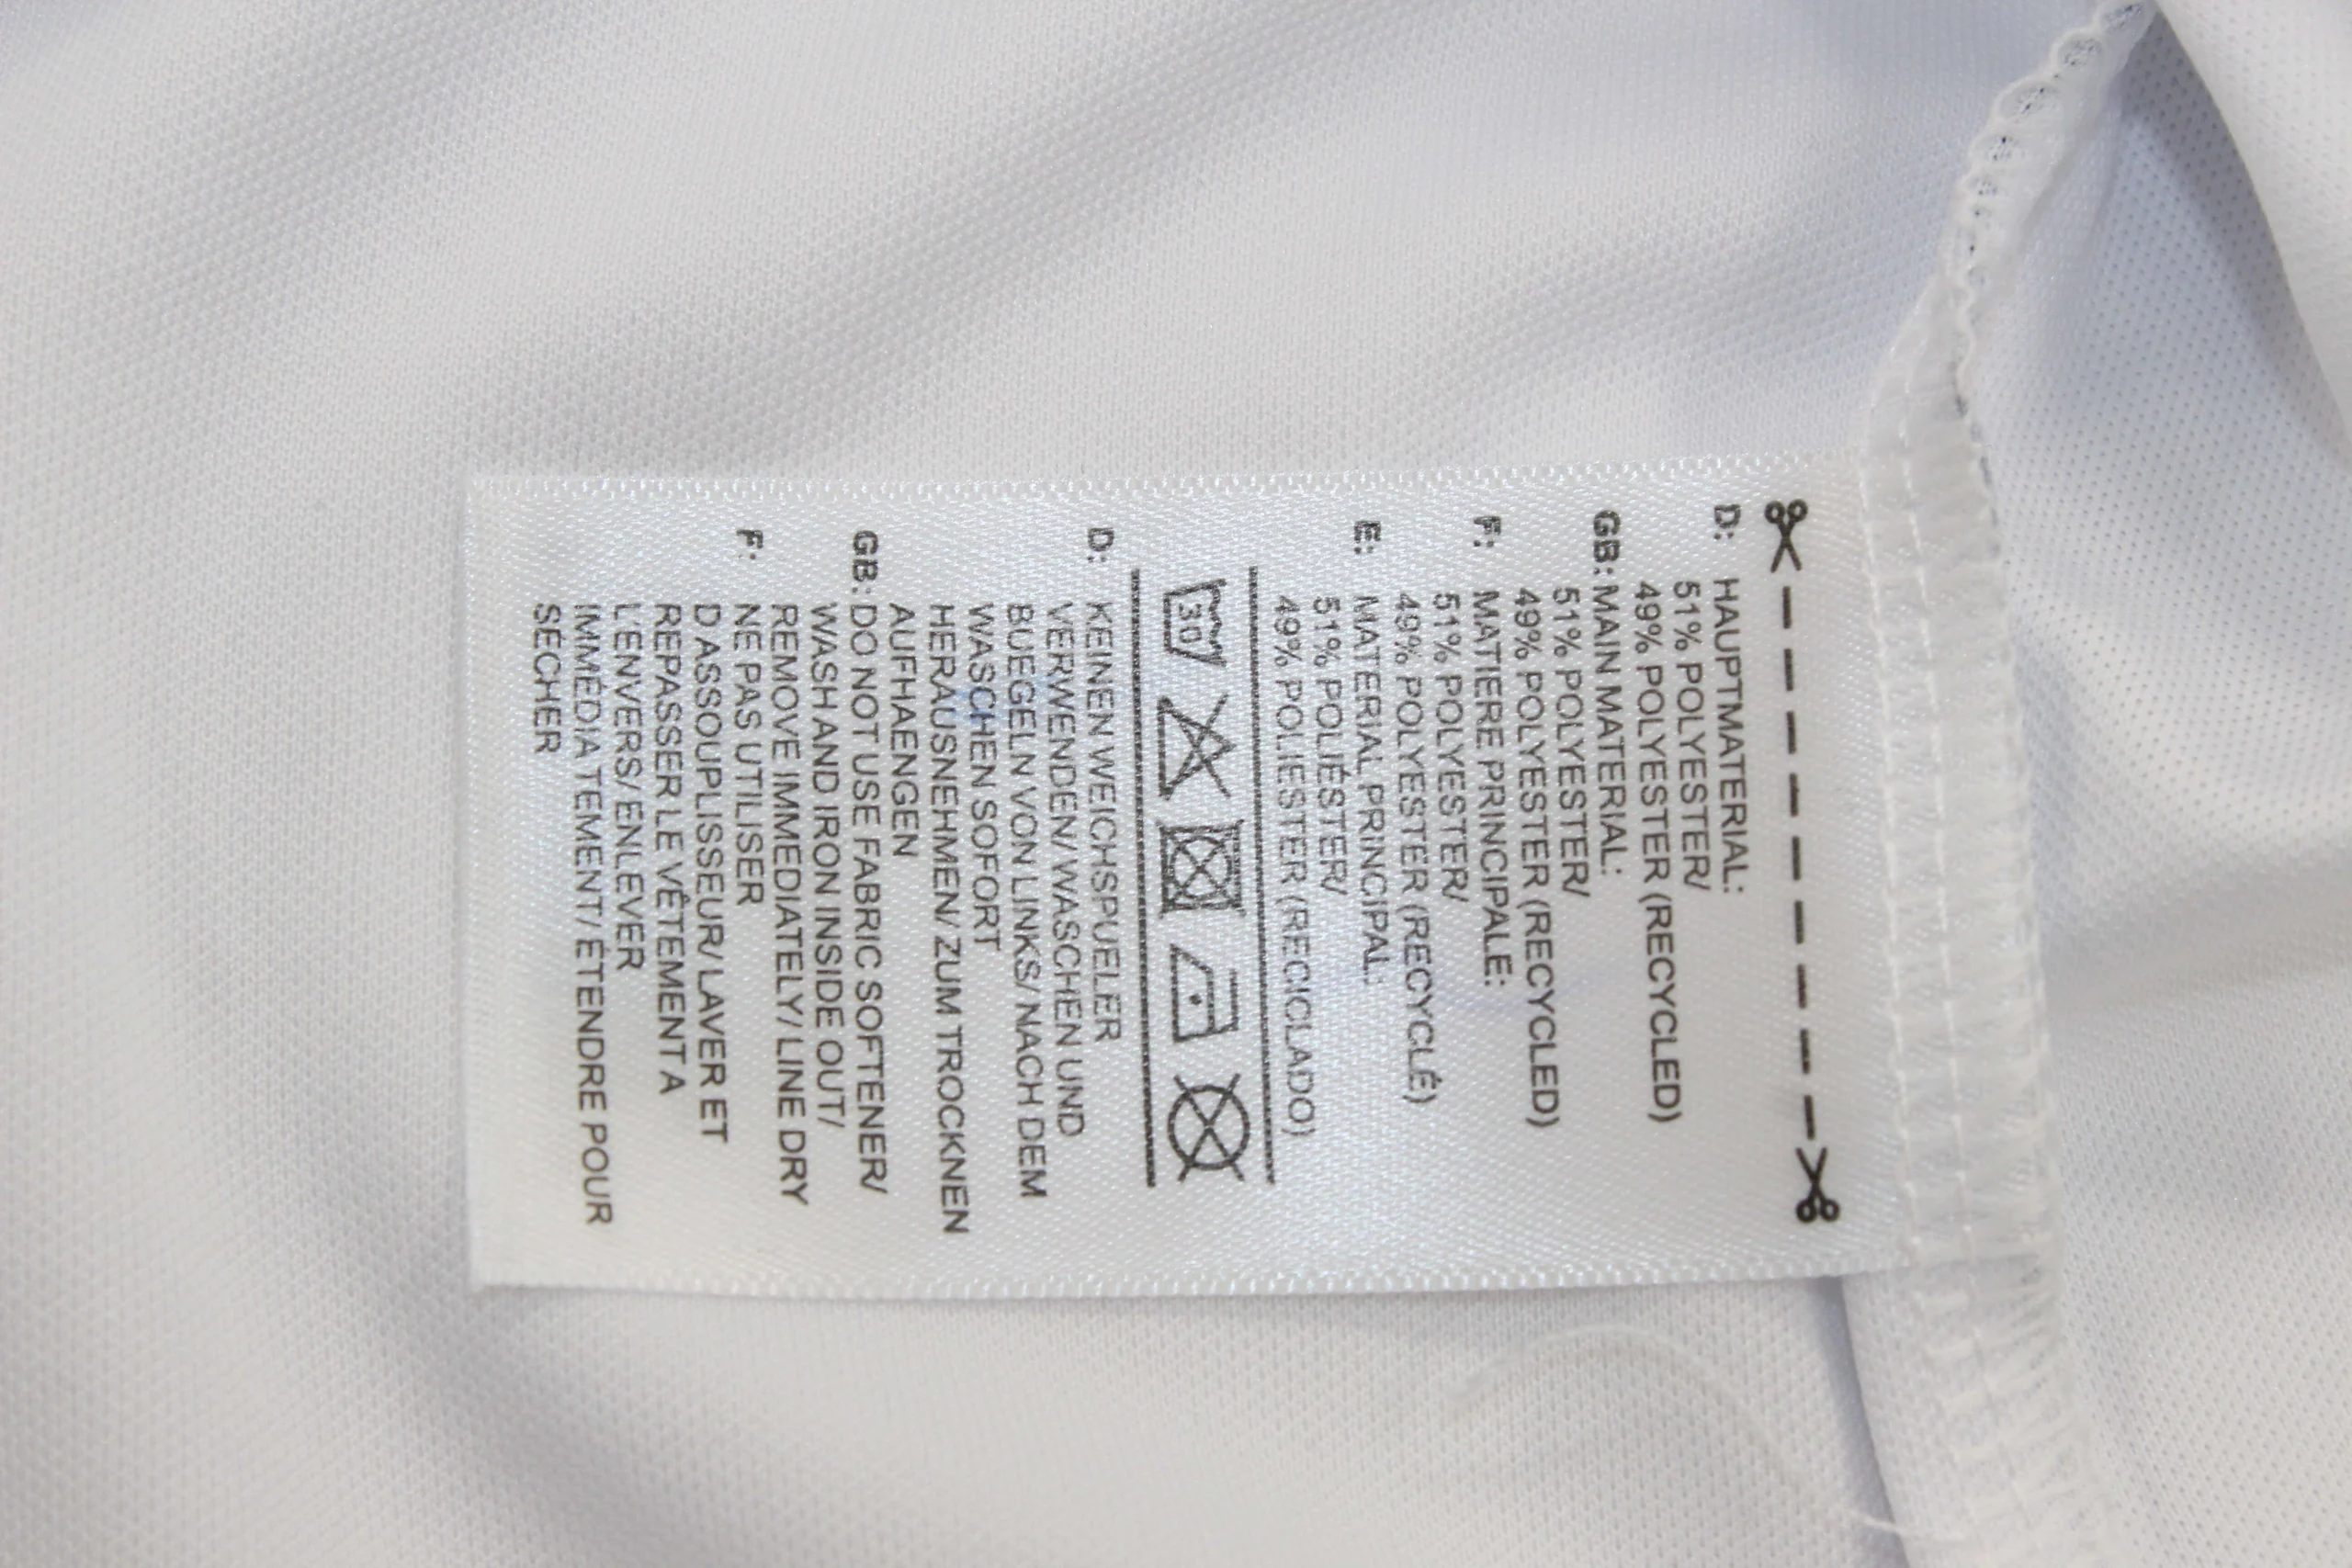 D: HAUPTMATERIAL:
51% POLYESTER/
49% POLYESTER (RECYCLED)
GB: MAIN MATERIAL:
51% POLYESTER/
49% POLYESTER (RECYCLED)
F: MATIERE PRINCIPALE:
51% POLYESTER/
49% POLYESTER (RECYCLÉ)
E: MATERIAL PRINCIPAL:
51% POLIÉSTER/
49% POLIESTER (RECICLADO)
30
D: KEINEN WEICHSPUELER
VERWENDEN/ WASCHEN UND
BUEGELN VON LINKS/ NACH DEM
WASCHEN SOFORT
HERAUSNEHMEN/ ZUM TROCKNEN
AUFHAENGEN
GB: DO NOT USE FABRIC SOFTENER/
WASH AND IRON INSIDE OUT/
REMOVE IMMEDIATELY/ LINE DRY
F: NE PAS UTILISER
D ASSOUPLISSEUR/ LAVER ET
REPASSER LE VÊTEMENT A
L'ENVERS/ ENLEVER
IMMÉDIA TEMENT/ ÉTENDRE POUR
SÉCHER